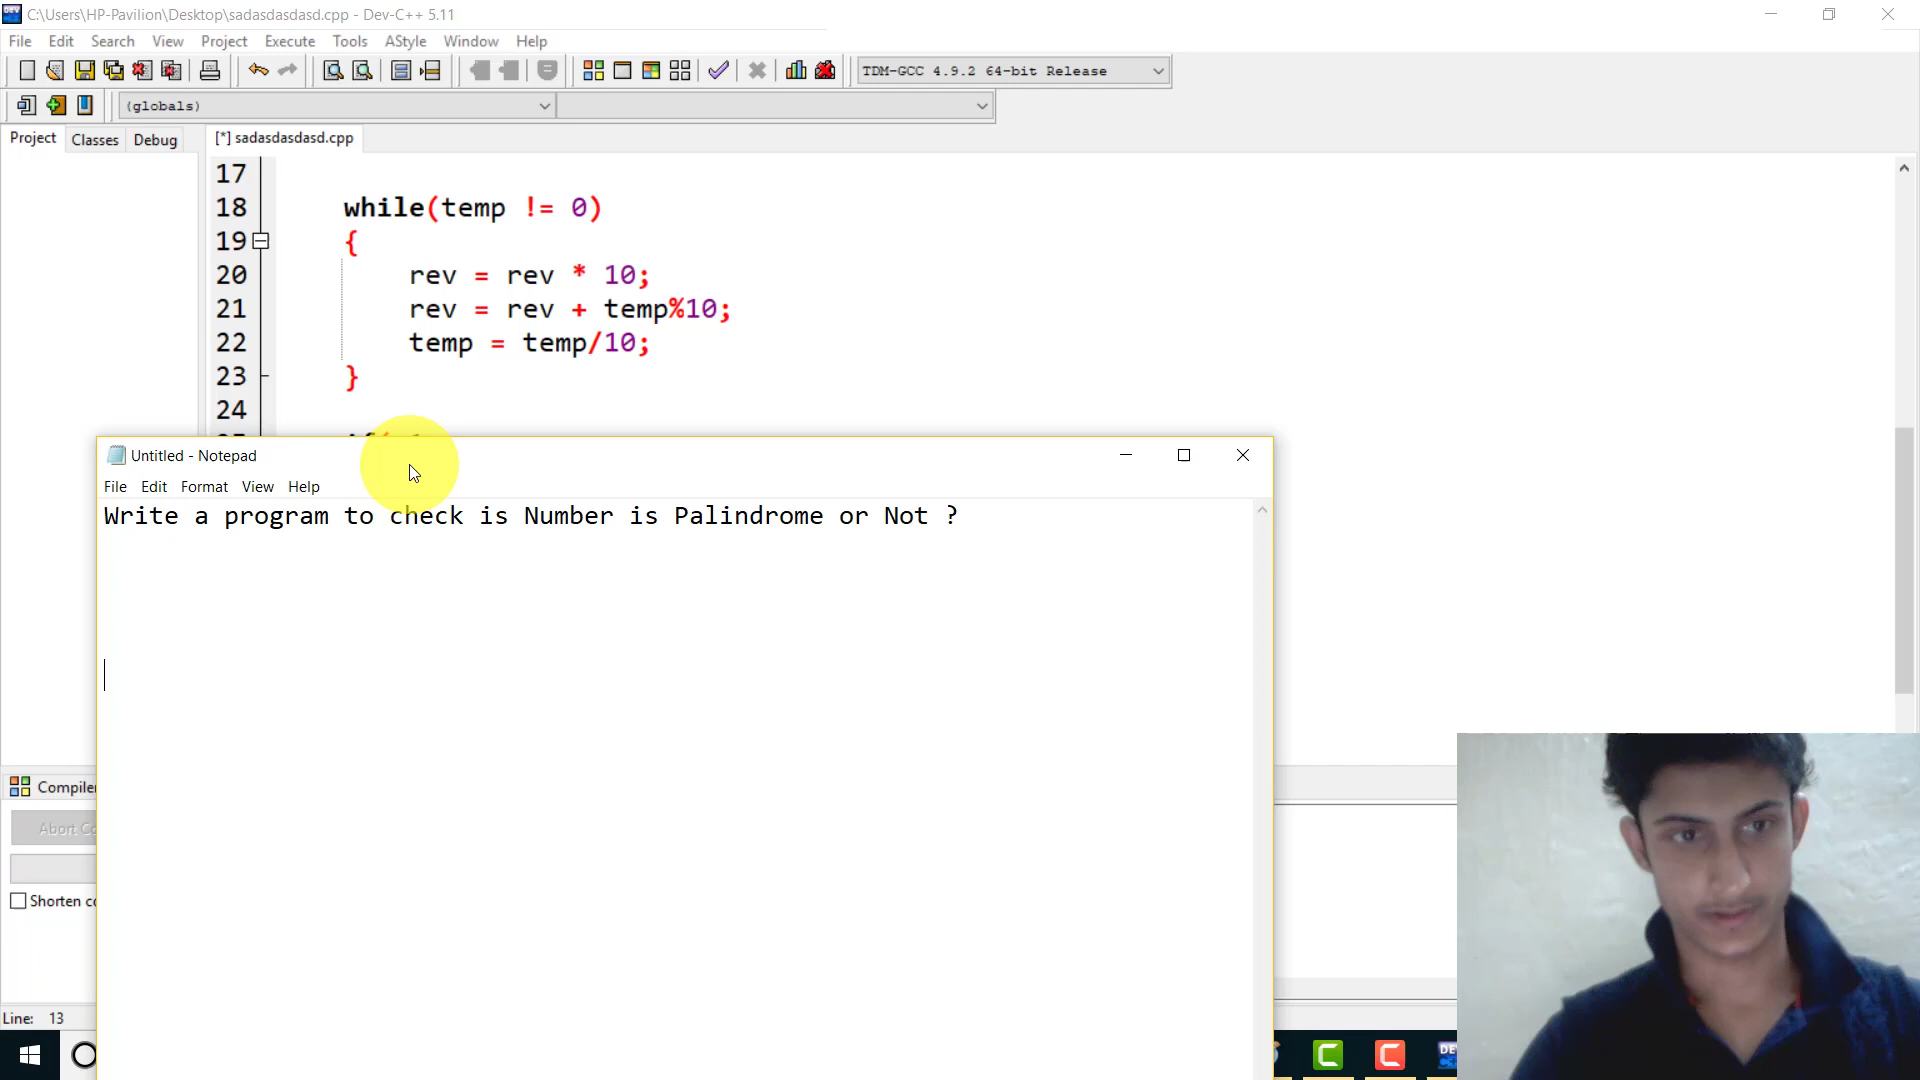 C:\Users\HP-Pavilion\Desktop\sadasdasdasd.cpp - Dev-C++ 5.11
File Edit Search View Project Execute Tools AStyle Window Help
TDM-GCC 4.9.2 64-bit Release
(globals)
Project Classes Debug [*] sadasdasdasd.cpp
17
18 while(temp != 0)
19 {
20 rev = rev * 10;
21 rev = rev + temp%10;
22 temp = temp/10;
23 }
24
Untitled - Notepad
File Edit Format View Help
Write a program to check is Number is Palindrome or Not ?
Compiler
Abort
Shorten
Line: 13